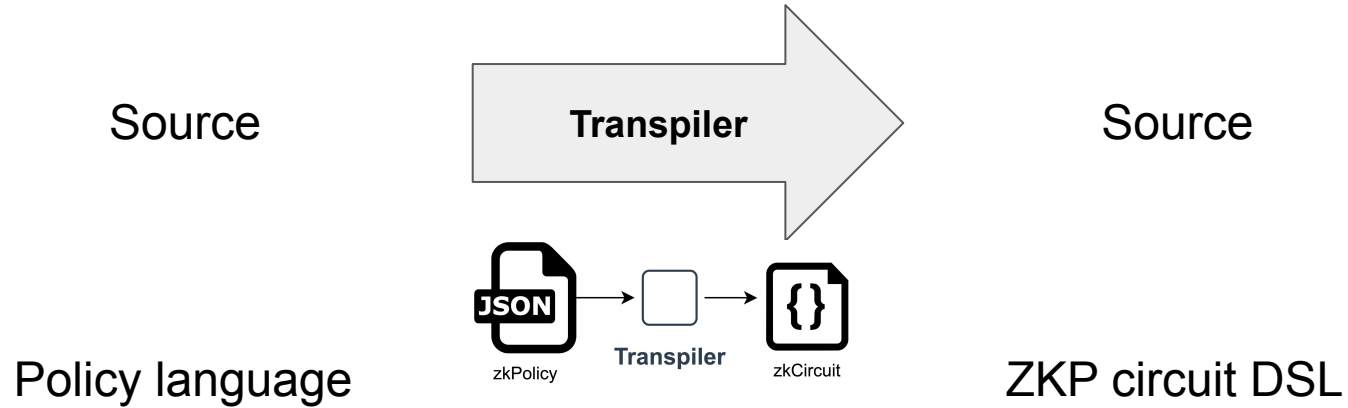 Source
Transpiler
Source
JSON
{}
zkPolicy
Transpiler
zkCircuit
Policy language
ZKP circuit DSL